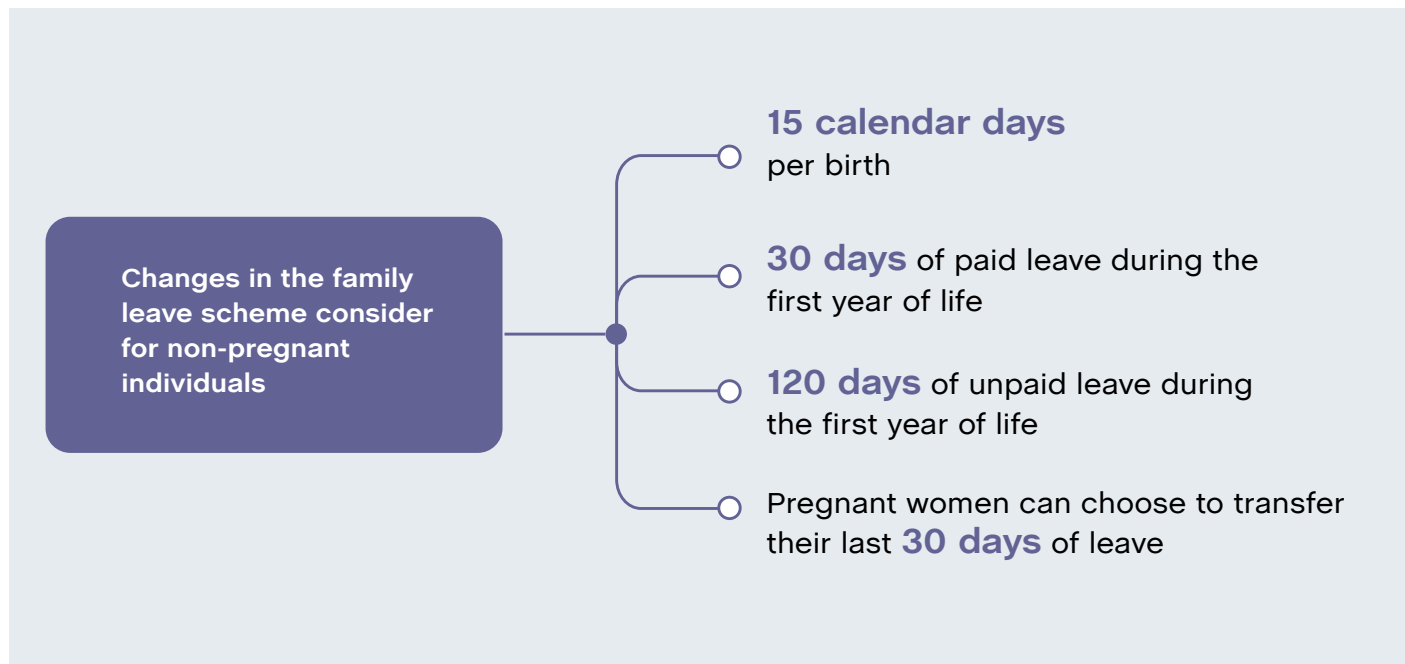 Changes in the family
leave scheme consider
for non-pregnant
individuals
15 calendar days
per birth
30 days of paid leave during the
first year of life
120 days of unpaid leave during
the first year of life
Pregnant women can choose to transfer
their last 30 days of leave